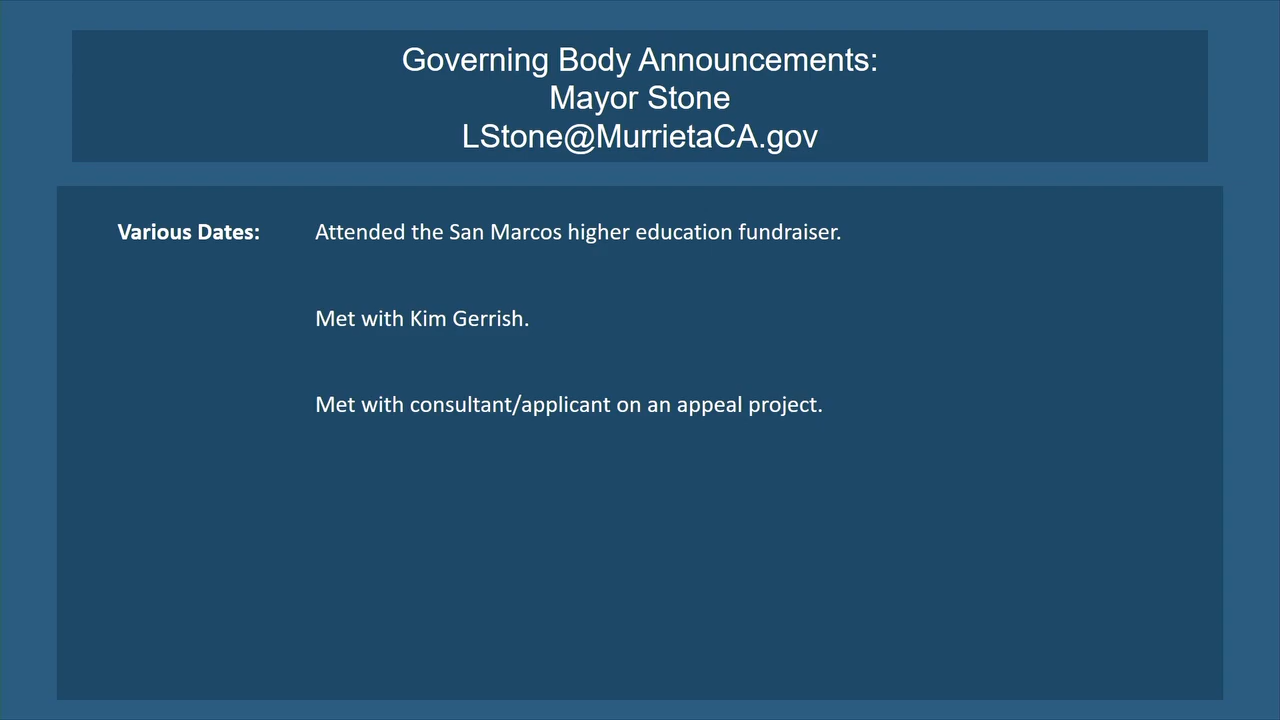 Governing Body Announcements:
Mayor Stone
LStone@MurrietaCA.gov
Various Dates: Attended the San Marcos higher education fundraiser.
Met with Kim Gerrish.
Met with consultant/applicant on an appeal project.